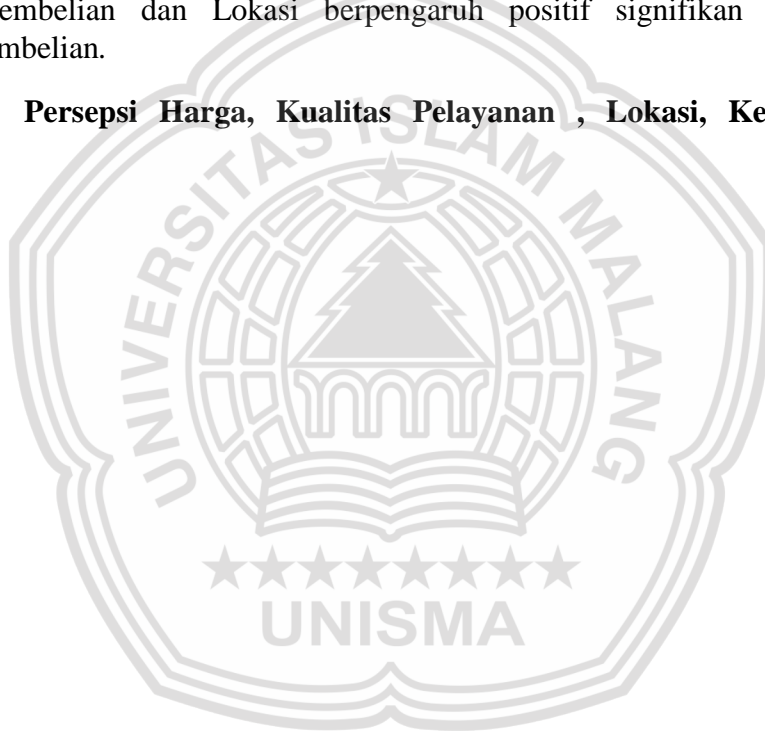 embelian dan Lokasi berpengaruh positif signifikan
mbelian.
Persepsi Harga, Kualitas Pelayanan , Lokasi, Ke
UNIVERSITAS ISLAM MALANG
UNISMA